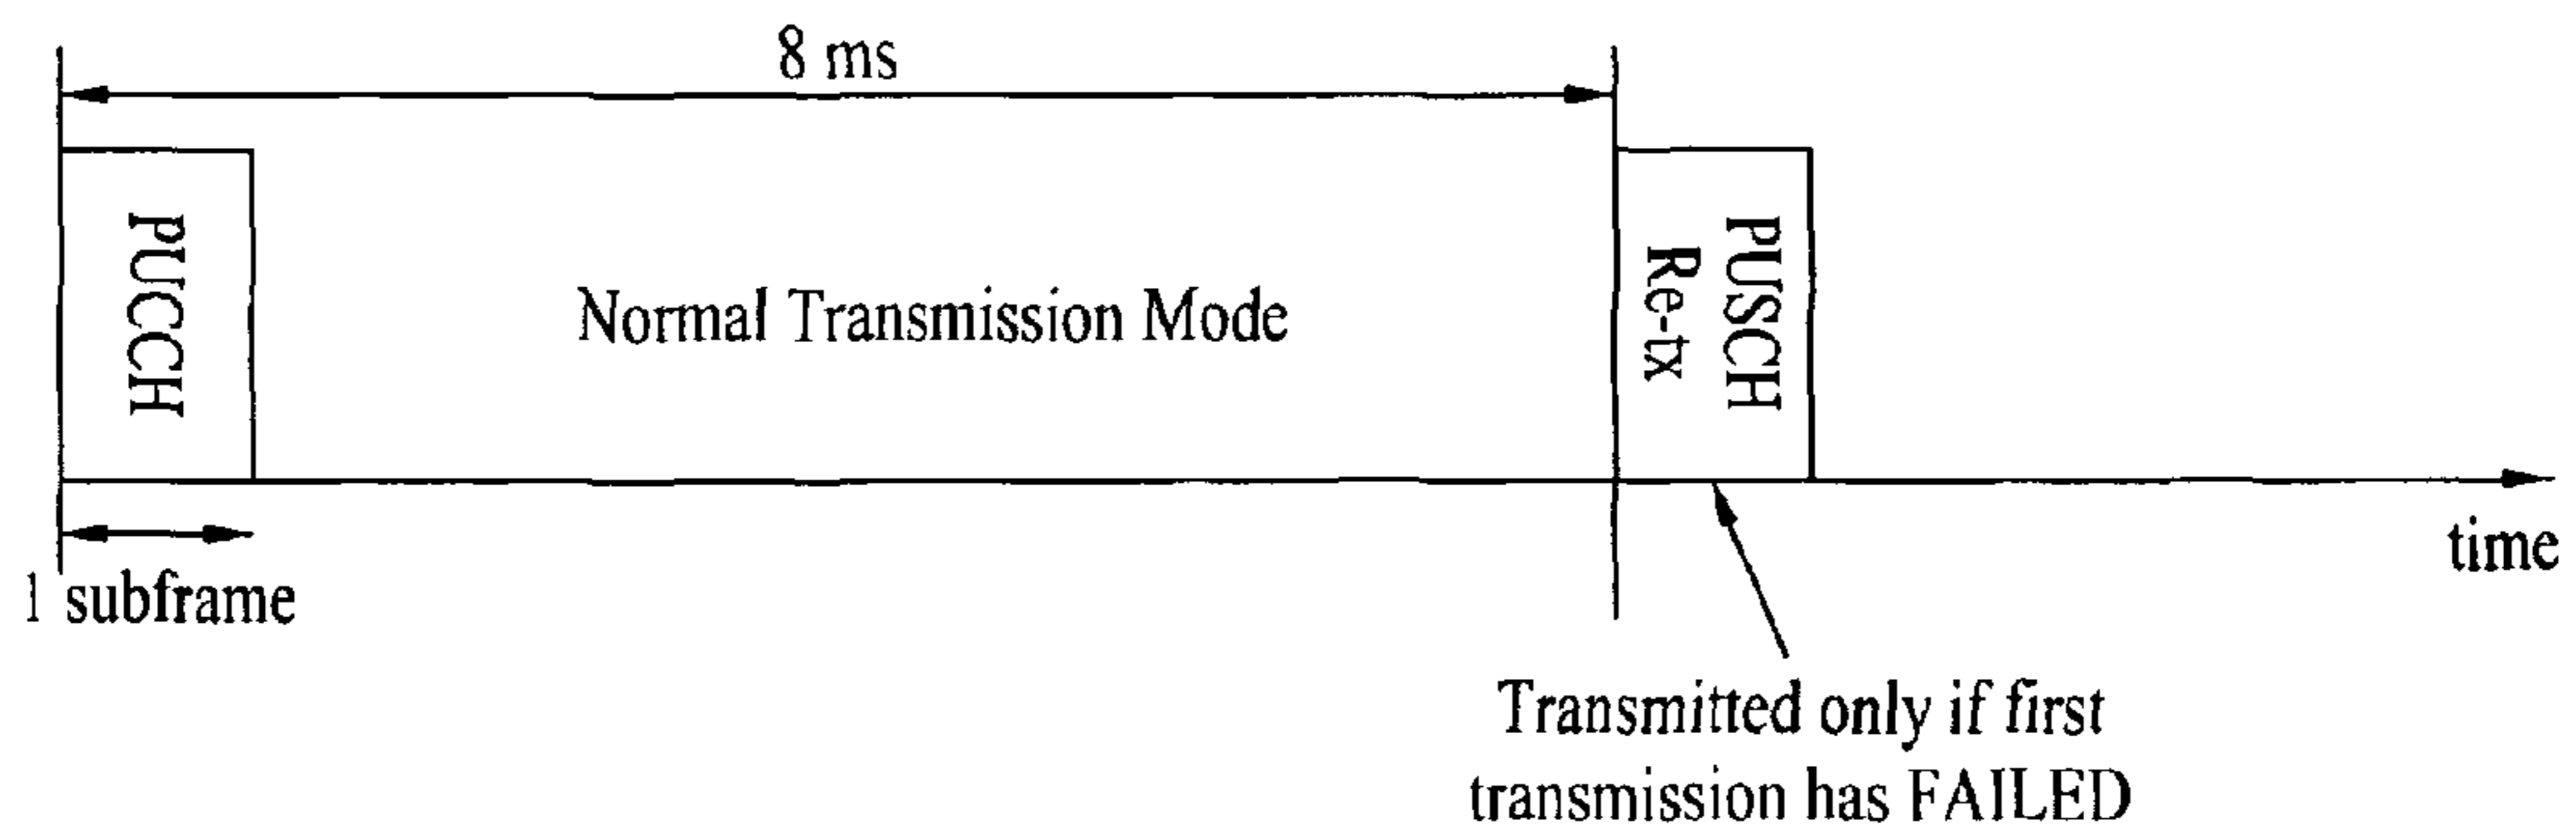 8 ms
PUCCH
Normal Transmission Mode
PUSCH
Re-tx
time
1 subframe
Transmitted only if first
transmission has FAILED